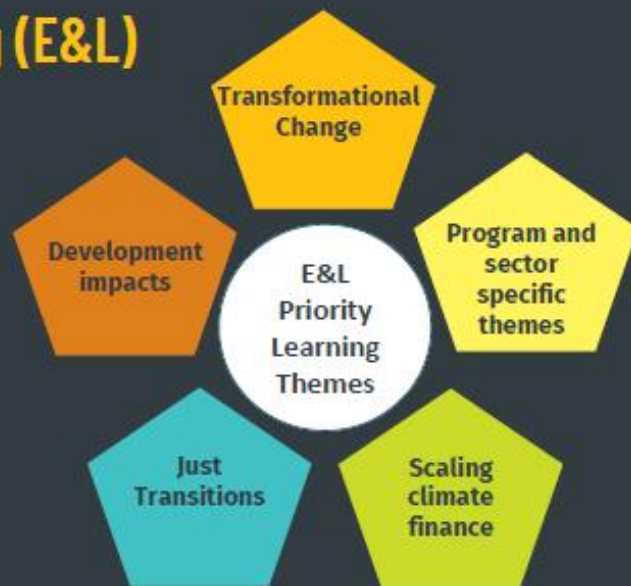 (E&L)
Transformational
Change
Development
impacts
E&L
Priority
Learning
Themes
Program and
sector
specific
themes
Just
Transitions
Scaling
climate
finance